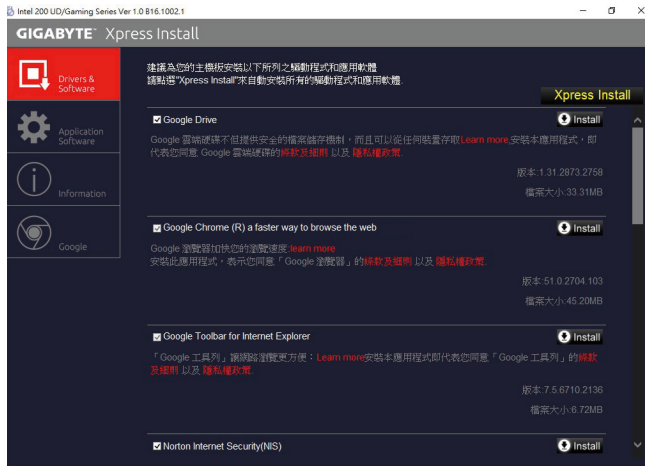 Intel 200 UD/Gaming Series Ver 1.0 B16.1002.1
GIGABYTE™ Xpress Install
Drivers &
Software
Application
Software
Information
Google
建議為您的主機板安裝以下所列之驅動程式和應用軟體
請點選"Xpress Install"來自動安裝所有的驅動程式和應用軟體.
Xpress Install
Google Drive
Install
Google 雲端硬碟不但提供安全的檔案儲存機制，而且可以從任何裝置存取Learn more,安裝本應用程式，即
代表您同意 Google 雲端硬碟的條款及細則 以及 隱私權政策.
版本:1.31.2873.2758
檔案大小:33.31MB
Google Chrome (R) a faster way to browse the web
Install
Google 瀏覽器加快您的瀏覽速度 learn more
安裝此應用程式，表示您同意「Google 瀏覽器」的條款及細則 以及 隱私權政策.
版本:51.0.2704.103
檔案大小:45.20MB
Google Toolbar for Internet Explorer
Install
「Google 工具列」讓網路瀏覽更方便：Learn more安裝本應用程式即代表您同意「Google 工具列」的條款
及細則 以及 隱私權政策.
版本:7.5.6710.2136
檔案大小:6.72MB
Norton Internet Security(NIS)
Install